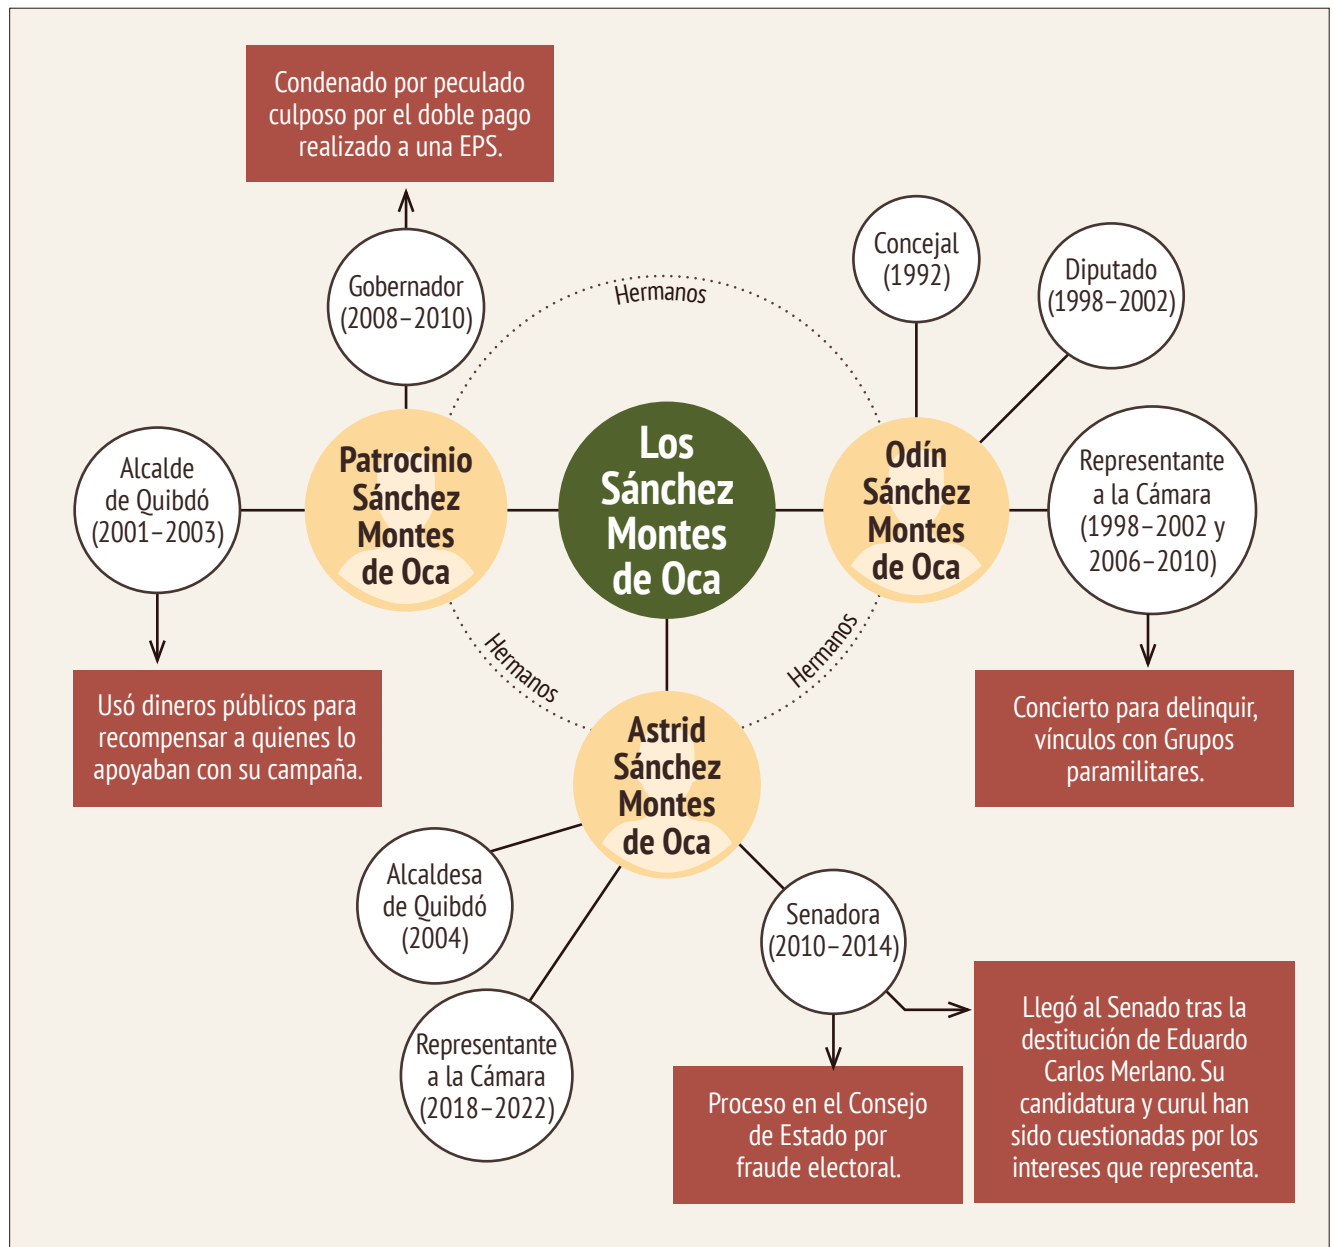 Condenado por peculado
culposo por el doble pago
realizado a una EPS.
Gobernador
(2008–2010)
Hermanos
Concejal
(1992)
Diputado
(1998–2002)
Alcalde
de Quibdó
(2001–2003)
Patrocinio
Sánchez
Montes
de Oca
Los
Sánchez
Montes
de Oca
Odín
Sánchez
Montes
de Oca
Representante
a la Cámara
(1998–2002 y
2006–2010)
Usó dineros públicos para
recompensar a quienes lo
apoyaban con su campaña.
Hermanos
Hermanos
Concierto para delinquir,
vínculos con Grupos
paramilitares.
Astrid
Sánchez
Montes
de Oca
Alcaldesa
de Quibdó
(2004)
Representante
a la Cámara
(2018–2022)
Senadora
(2010–2014)
Proceso en el Consejo
de Estado por
fraude electoral.
Llegó al Senado tras la
destitución de Eduardo
Carlos Merlano. Su
candidatura y curul han
sido cuestionadas por los
intereses que representa.